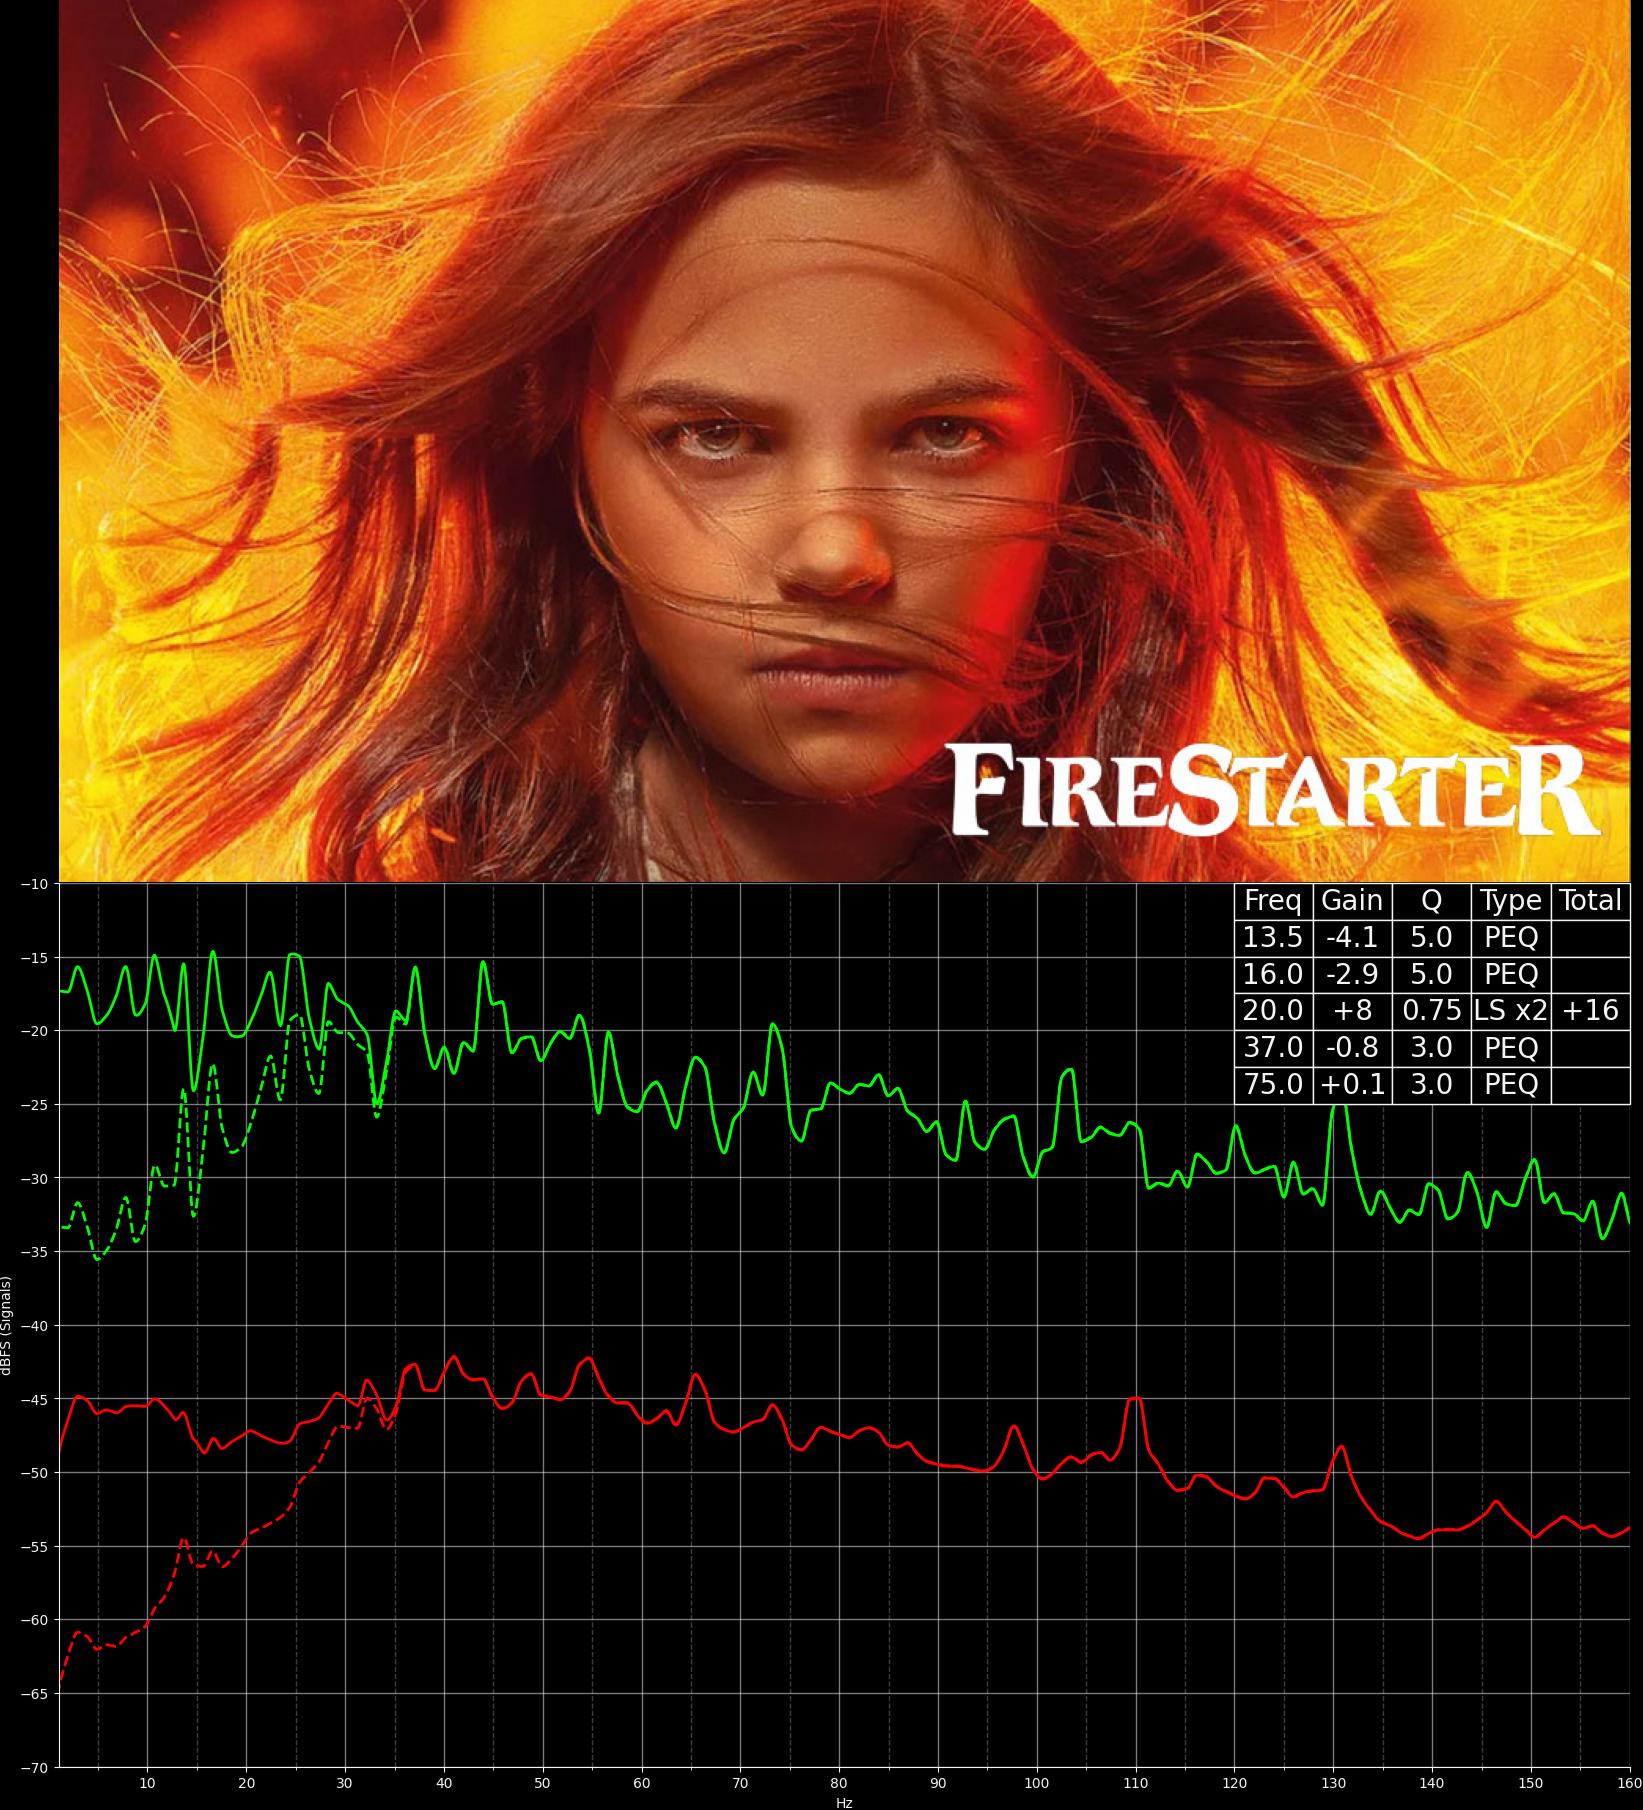 FIRESTARTER
Freq Gain Q Type Total
13.5 -4.1 5.0 PEQ
16.0 -2.9 5.0 PEQ
20.0 +8 0.75 LS x2 +16
37.0 -0.8 3.0 PEQ
75.0 +0.1 3.0 PEQ
−10
−15
−20
−25
−30
−35
−40
−45
−50
−55
−60
−65
−70
dBFS (Signals)
10 20 30 40 50 60 70 80 90 100 110 120 130 140 150 160
Hz